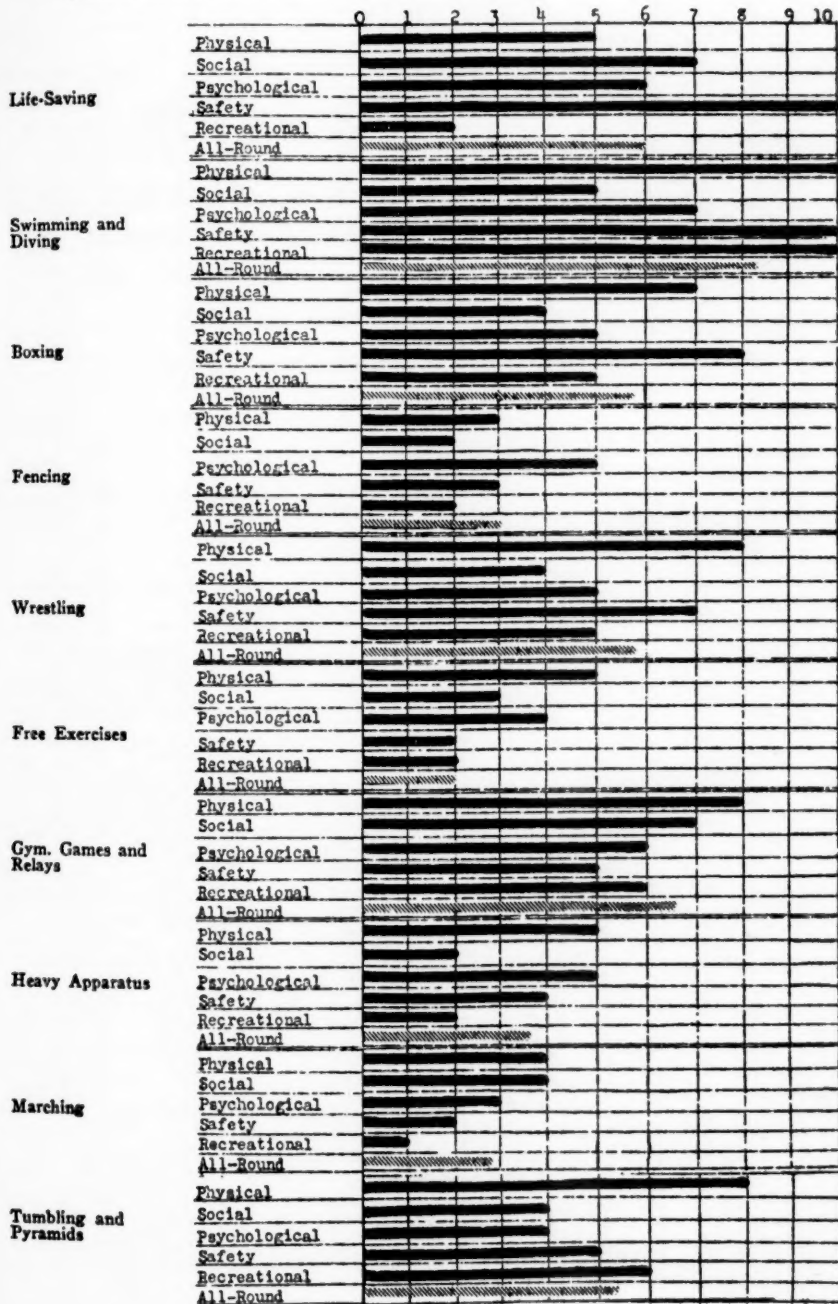 0 1 2 3 4 5 6 7 8 9 10
Life-Saving
Physical
Social
Psychological
Safety
Recreational
All-Round
Swimming and
Diving
Physical
Social
Psychological
Safety
Recreational
All-Round
Boxing
Physical
Social
Psychological
Safety
Recreational
All-Round
Fencing
Physical
Social
Psychological
Safety
Recreational
All-Round
Wrestling
Physical
Social
Psychological
Safety
Recreational
All-Round
Free Exercises
Physical
Social
Psychological
Safety
Recreational
All-Round
Gym. Games and
Relays
Physical
Social
Psychological
Safety
Recreational
All-Round
Heavy Apparatus
Physical
Social
Psychological
Safety
Recreational
All-Round
Marching
Physical
Social
Psychological
Safety
Recreational
All-Round
Tumbling and
Pyramids
Physical
Social
Psychological
Safety
Recreational
All-Round